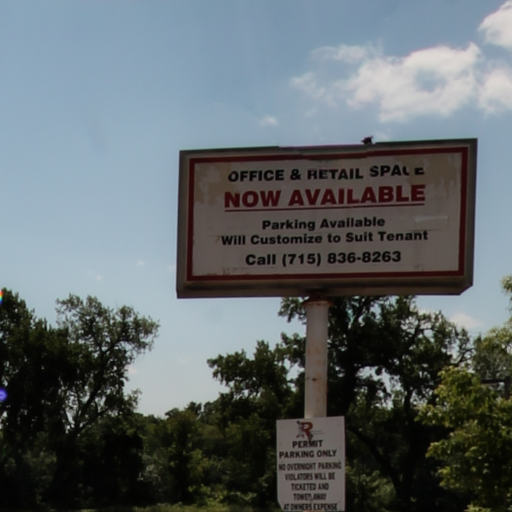 OFFICE & RETAIL SPACE
NOW AVAILABLE
Parking Available
Will Customize to Suit Tenant
Call (715) 836-8263
R
PERMIT
PARKING ONLY
NO OVERNIGHT PARKING
VIOLATORS WILL BE
TICKETED AND
TOWED AWAY
AT OWNERS EXPENSE